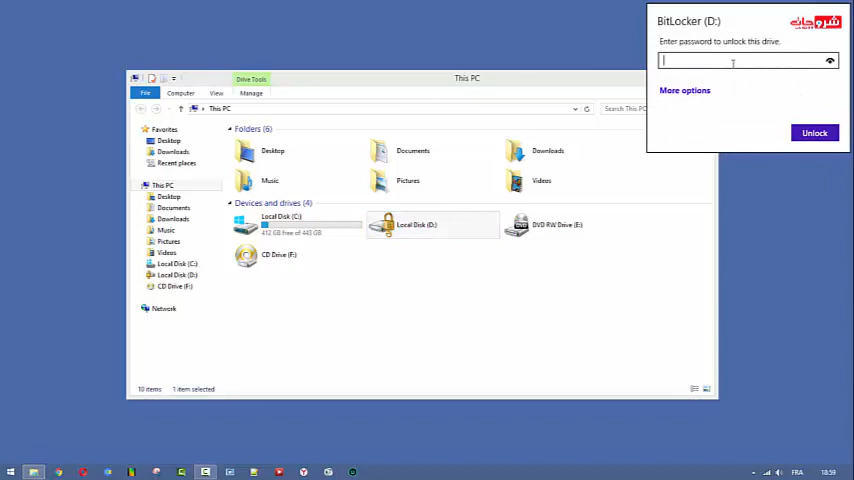 BitLocker (D:)
شروحات
Enter password to unlock this drive.
More options
Unlock
Drive Tools
This PC
File
Computer
View
Manage
This PC
Search This PC
Favorites
Desktop
Downloads
Recent places
This PC
Desktop
Documents
Downloads
Music
Pictures
Videos
Local Disk (C:)
Local Disk (D:)
CD Drive (F:)
Network
Folders (6)
Desktop
Documents
Downloads
Music
Pictures
Videos
Devices and drives (4)
Local Disk (C:)
412 GB free of 443 GB
Local Disk (D:)
DVD RW Drive (E:)
CD Drive (F:)
10 items
1 item selected
FRA
18:59